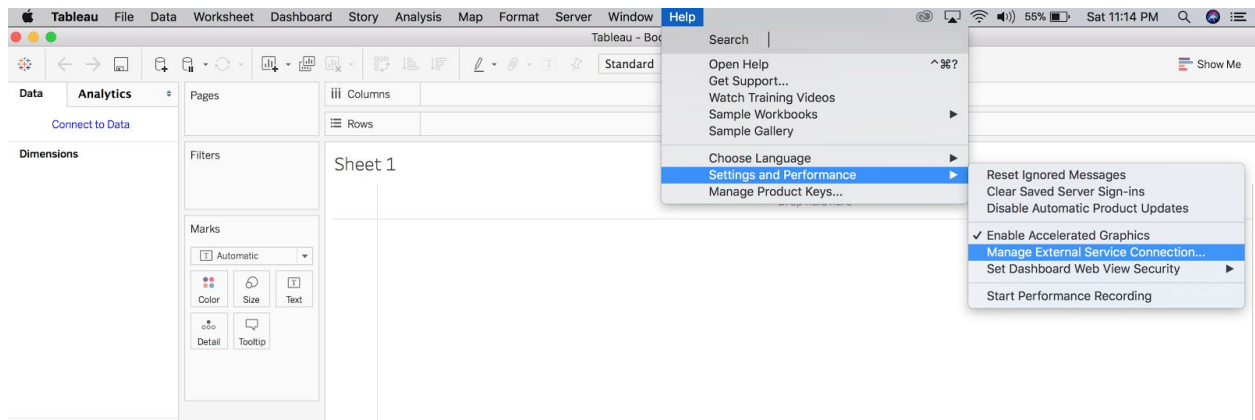 Tableau File Data Worksheet Dashboard Story Analysis Map Format Server Window Help 55% Sat 11:14 PM
Tableau - Boo
Standard
Show Me
Data Analytics
Connect to Data
Dimensions
Pages
Filters
Marks
T Automatic
Color Size Text
Detail Tooltip
Columns
Rows
Sheet 1
Search
Open Help ^⌘?
Get Support...
Watch Training Videos
Sample Workbooks
Sample Gallery
Choose Language
Settings and Performance
Manage Product Keys...
Reset Ignored Messages
Clear Saved Server Sign-ins
Disable Automatic Product Updates
✓ Enable Accelerated Graphics
Manage External Service Connection...
Set Dashboard Web View Security
Start Performance Recording